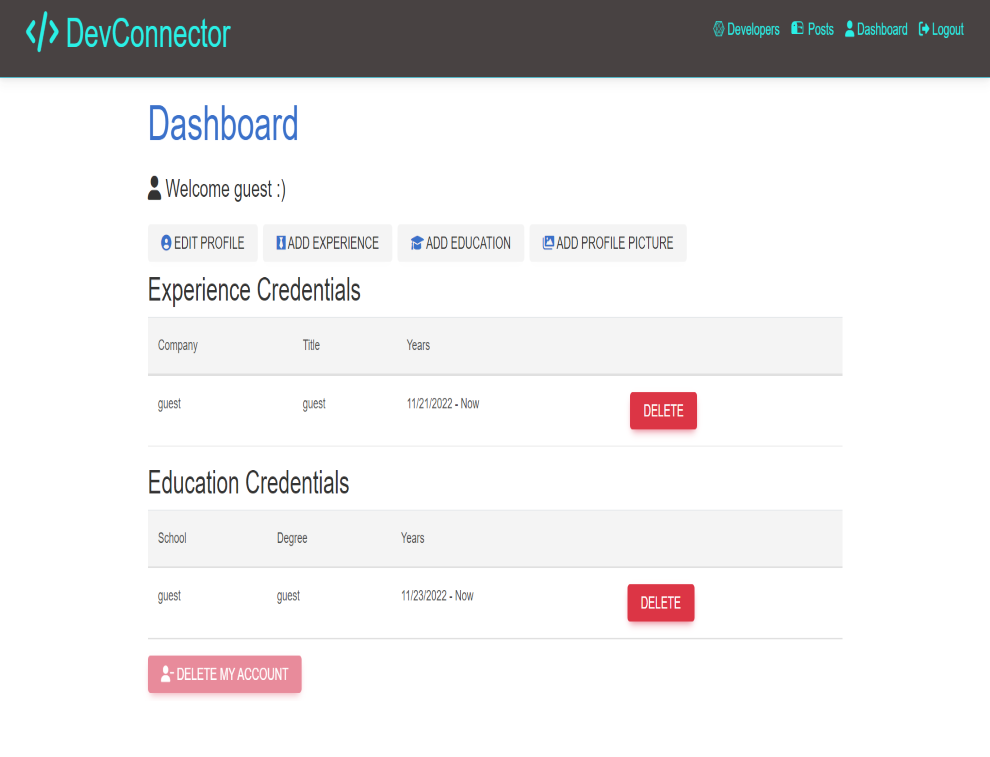 </> DevConnector
Developers Posts Dashboard Logout
Dashboard
Welcome guest :)
EDIT PROFILE ADD EXPERIENCE ADD EDUCATION ADD PROFILE PICTURE
Experience Credentials
Company Title Years
guest guest 11/21/2022 - Now DELETE
Education Credentials
School Degree Years
guest guest 11/23/2022 - Now DELETE
DELETE MY ACCOUNT